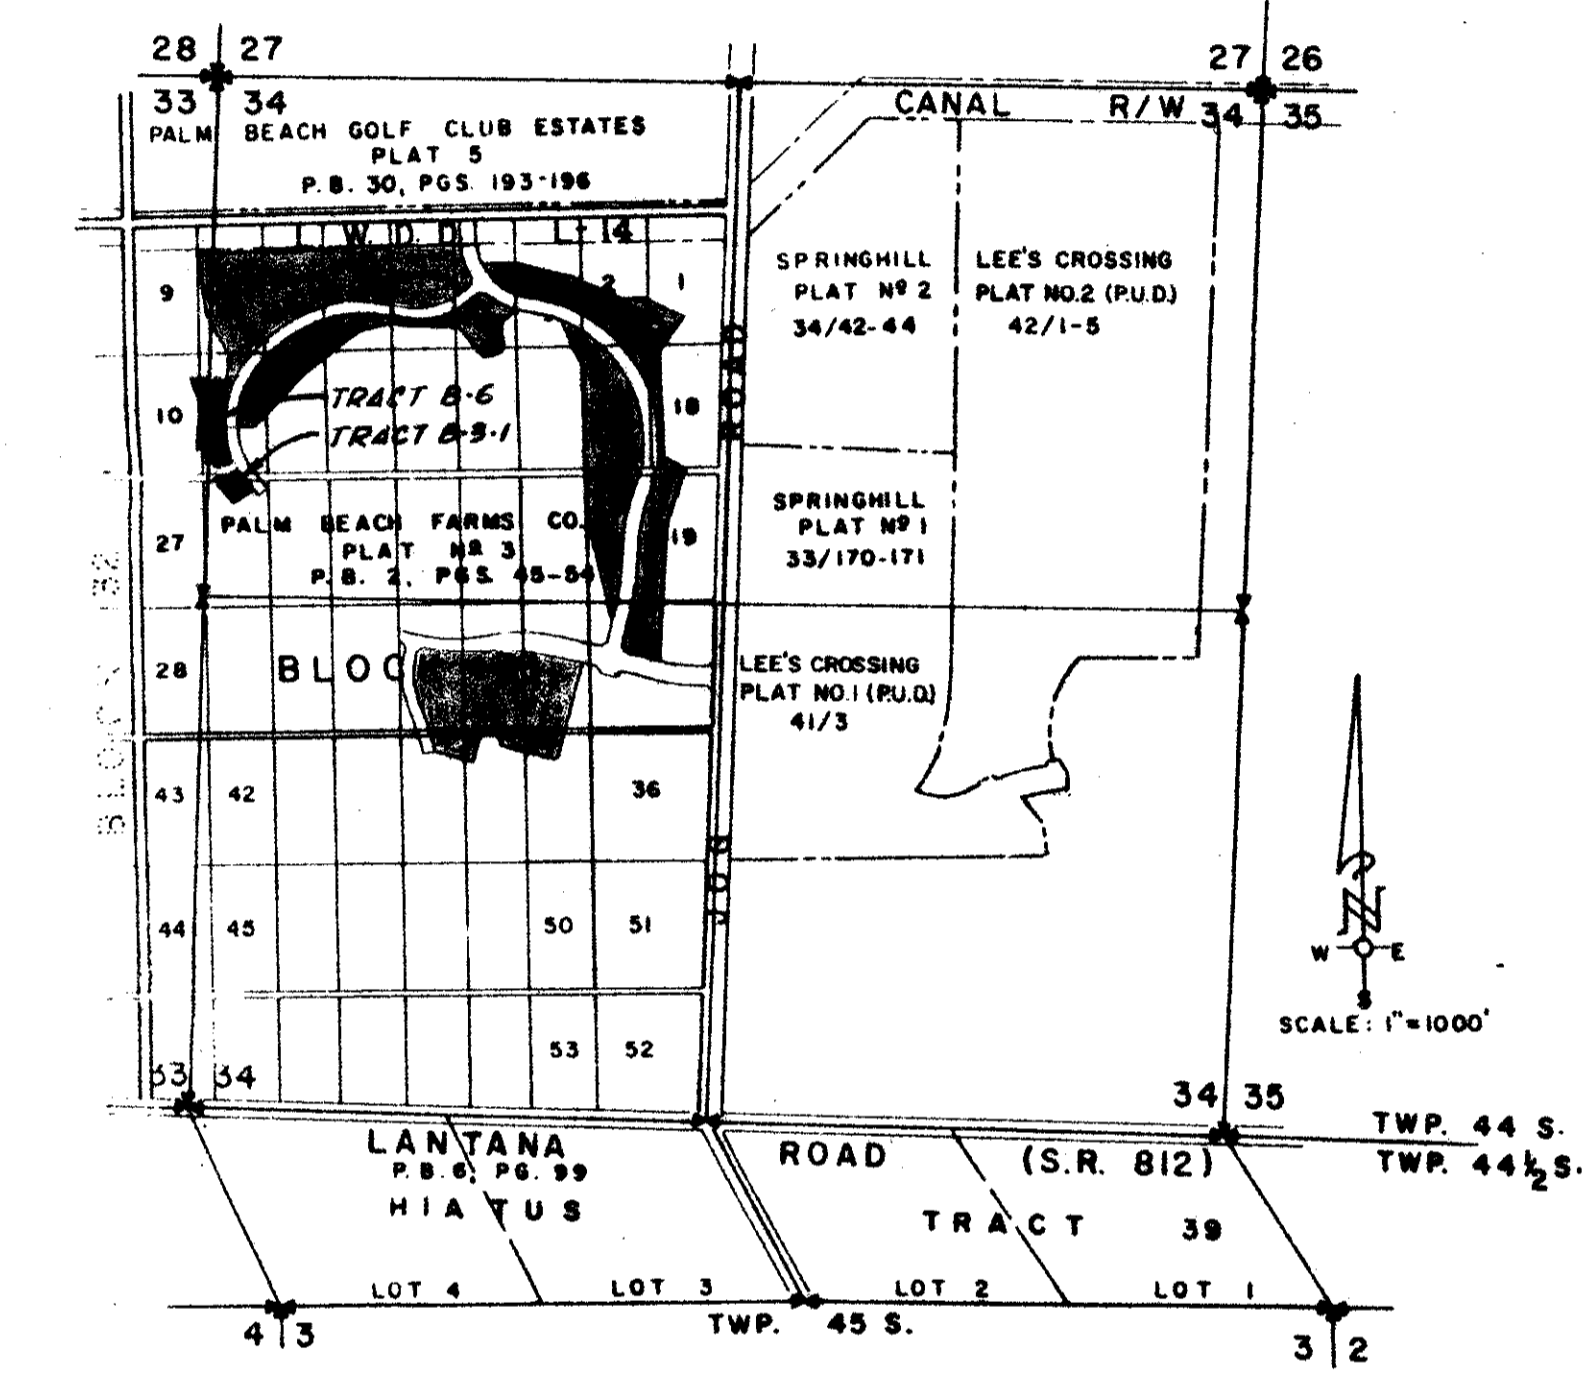 28 27
27 26
33 34
CANAL R/W 34 35
PALM BEACH GOLF CLUB ESTATES
PLAT 5
P.B. 30, PGS. 193-196
L. W. D. D. L-14
9
2
1
SPRINGHILL
PLAT Nº 2
34/42-44
LEE'S CROSSING
PLAT NO.2 (P.U.D.)
42/1-5
10
TRACT B-6
TRACT B-3-1
18
ROAD
SPRINGHILL
PLAT Nº 1
33/170-171
27
PALM BEACH FARMS CO.
PLAT Nº 3
P.B. 2, PGS. 45-54
19
BLOCK 32
28
BLOC
LEE'S CROSSING
PLAT NO.1 (P.U.D.)
41/3
43
42
36
JOG
44
45
50
51
W E
S
SCALE: 1"=1000'
53
52
33 34
34 35
TWP. 44 S.
TWP. 44½ S.
LANTANA ROAD (S.R. 812)
P.B. 6, PG. 99
HIATUS TRACT 39
LOT 4
LOT 3
LOT 2
LOT 1
TWP. 45 S.
4 3
3 2